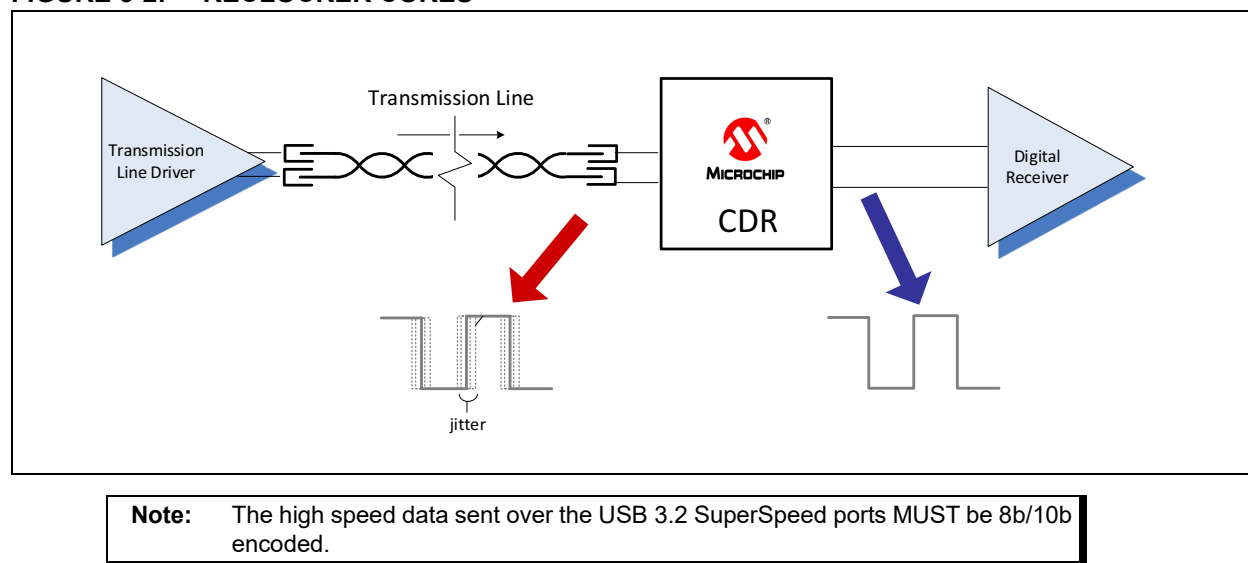 Transmission Line
Transmission
Line Driver
®
MICROCHIP
CDR
Digital
Receiver
jitter
Note: The high speed data sent over the USB 3.2 SuperSpeed ports MUST be 8b/10b
encoded.